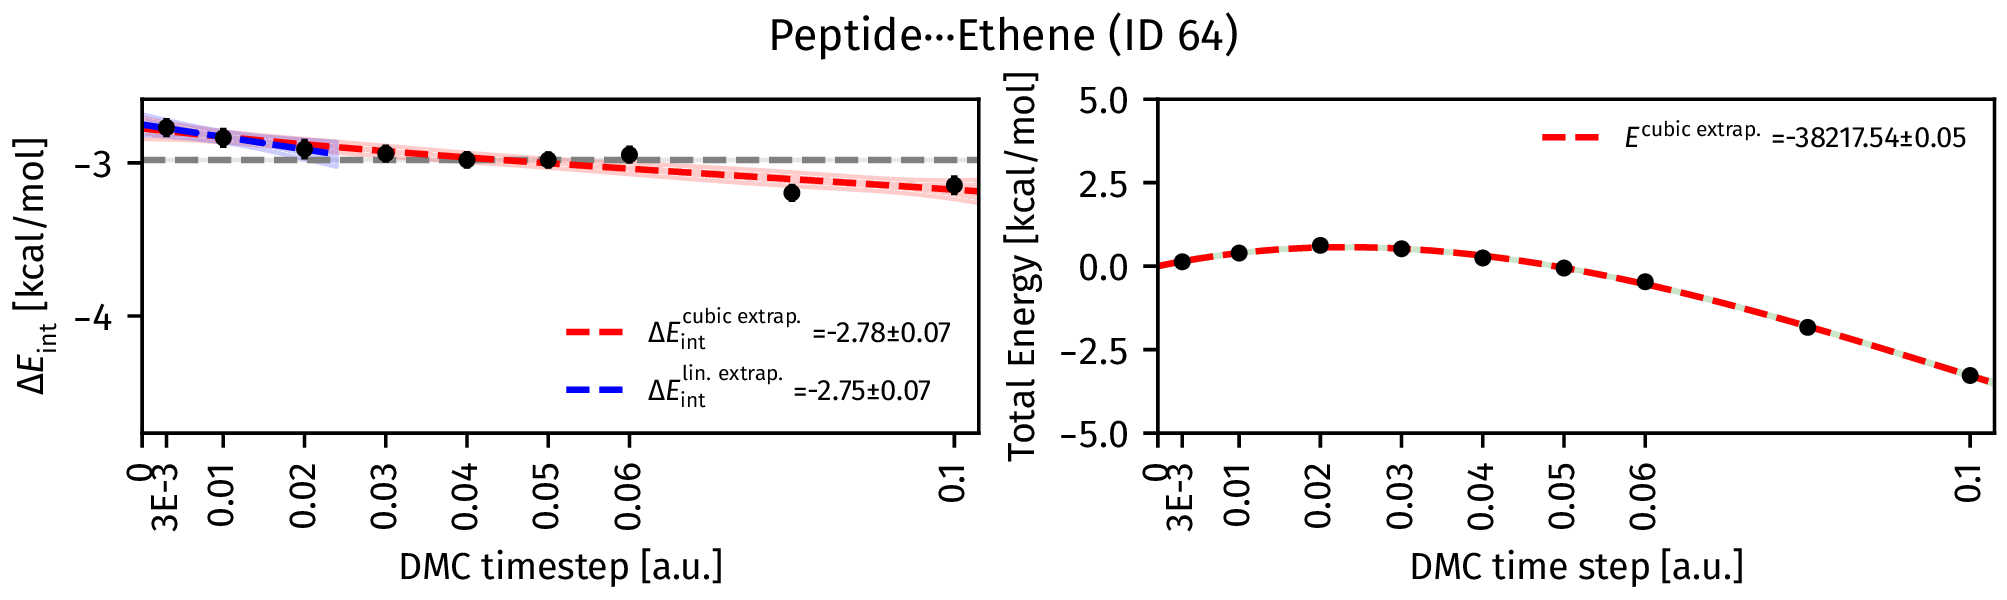 Peptide···Ethene (ID 64)
ΔEint [kcal/mol]
−3
−4
ΔEint cubic extrap. =-2.78±0.07
ΔEint lin. extrap. =-2.75±0.07
0
3E-3
0.01
0.02
0.03
0.04
0.05
0.06
0.1
DMC timestep [a.u.]
Total Energy [kcal/mol]
5.0
2.5
0.0
−2.5
−5.0
E cubic extrap. =-38217.54±0.05
0
3E-3
0.01
0.02
0.03
0.04
0.05
0.06
0.1
DMC time step [a.u.]